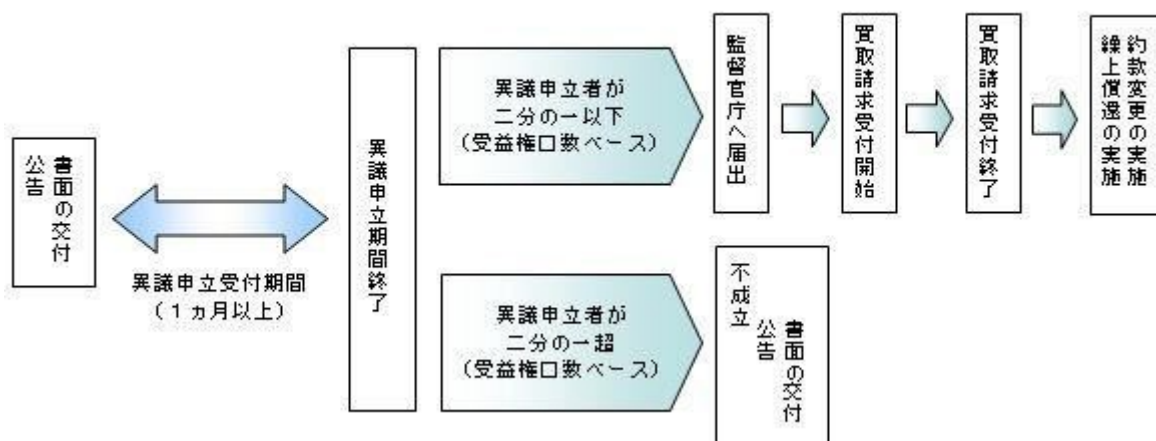 書面の交付
公告
異議申立受付期間
（１ヵ月以上）
異議申立期間終了
異議申立者が
二分の一以下
（受益権口数ベース）
監督官庁へ届出
買取請求受付開始
買取請求受付終了
約款変更の実施
繰上償還の実施
異議申立者が
二分の一超
（受益権口数ベース）
不成立
書面の交付
公告